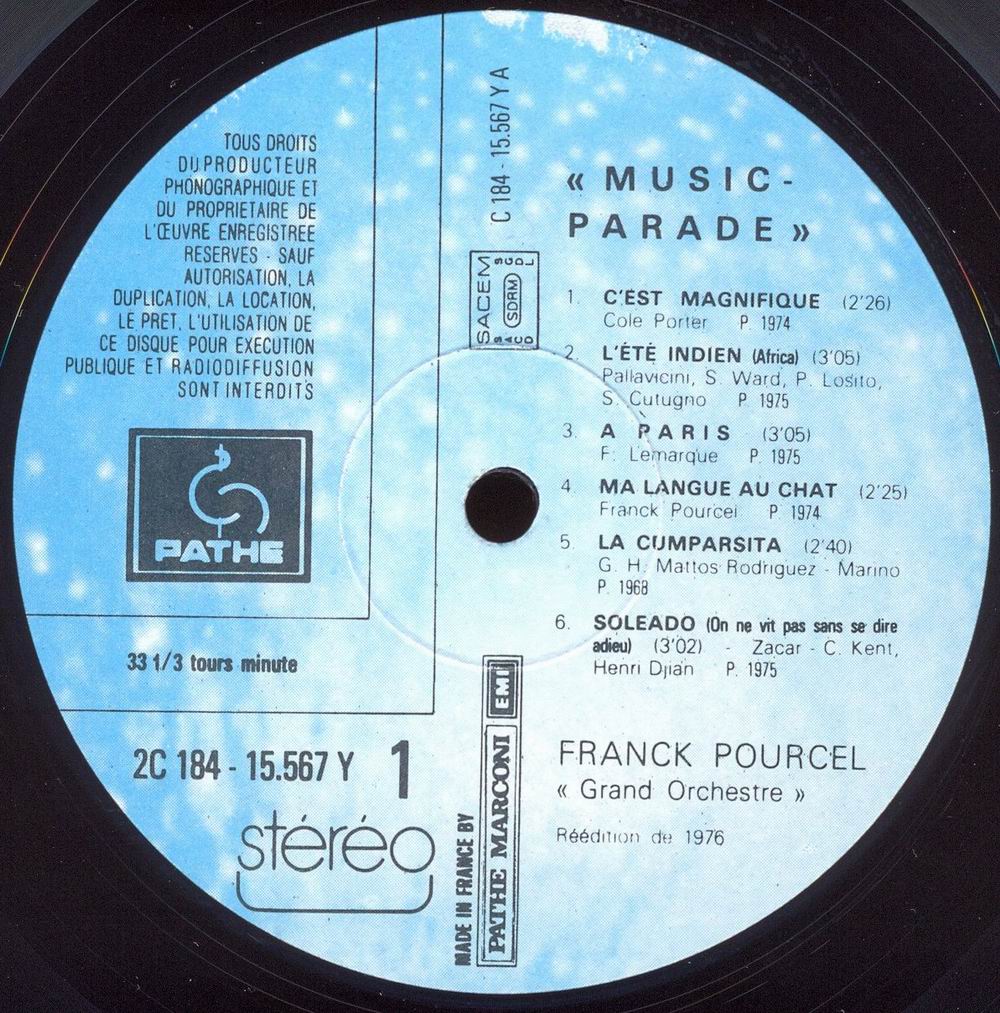 TOUS DROITS
DU PRODUCTEUR
PHONOGRAPHIQUE ET
DU PROPRIETAIRE DE
L'ŒUVRE ENREGISTREE
RESERVES - SAUF
AUTORISATION, LA
DUPLICATION, LA LOCATION,
LE PRET, L'UTILISATION DE
CE DISQUE POUR EXECUTION
PUBLIQUE ET RADIODIFFUSION
SONT INTERDITS
PATHE
33 1/3 tours minute
2C 184 - 15.567 Y 1
stéréo
C 184 - 15.567 Y A
SACEM
SDRM
SACD
SGDL
MADE IN FRANCE BY
PATHE MARCONI EMI
« MUSIC-
PARADE »
1. C'EST MAGNIFIQUE (2'26)
Cole Porter P. 1974
2. L'ÉTÉ INDIEN (Africa) (3'05)
Pallavicini, S. Ward, P. Losito,
S. Cutugno P. 1975
3. A PARIS (3'05)
F. Lemarque P. 1975
4. MA LANGUE AU CHAT (2'25)
Franck Pourcel P. 1974
5. LA CUMPARSITA (2'40)
G. H. Mattos Rodriguez - Marino
P. 1968
6. SOLEADO (On ne vit pas sans se dire
adieu) (3'02) - Zacar - C. Kent,
Henri Djian P. 1975
FRANCK POURCEL
« Grand Orchestre »
Réédition de 1976